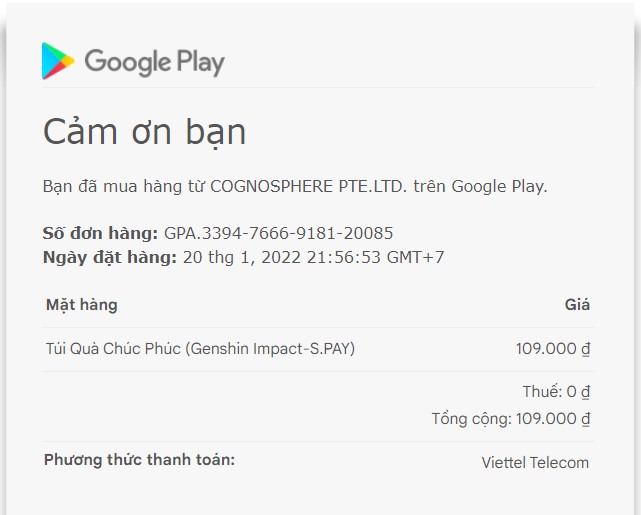 Google Play
Cảm ơn bạn
Bạn đã mua hàng từ COGNOSPHERE PTE.LTD. trên Google Play.
Số đơn hàng: GPA.3394-7666-9181-20085
Ngày đặt hàng: 20 thg 1, 2022 21:56:53 GMT+7
Mặt hàng Giá
Túi Quà Chúc Phúc (Genshin Impact-S.PAY) 109.000 ₫
Thuế: 0 ₫
Tổng cộng: 109.000 ₫
Phương thức thanh toán: Viettel Telecom